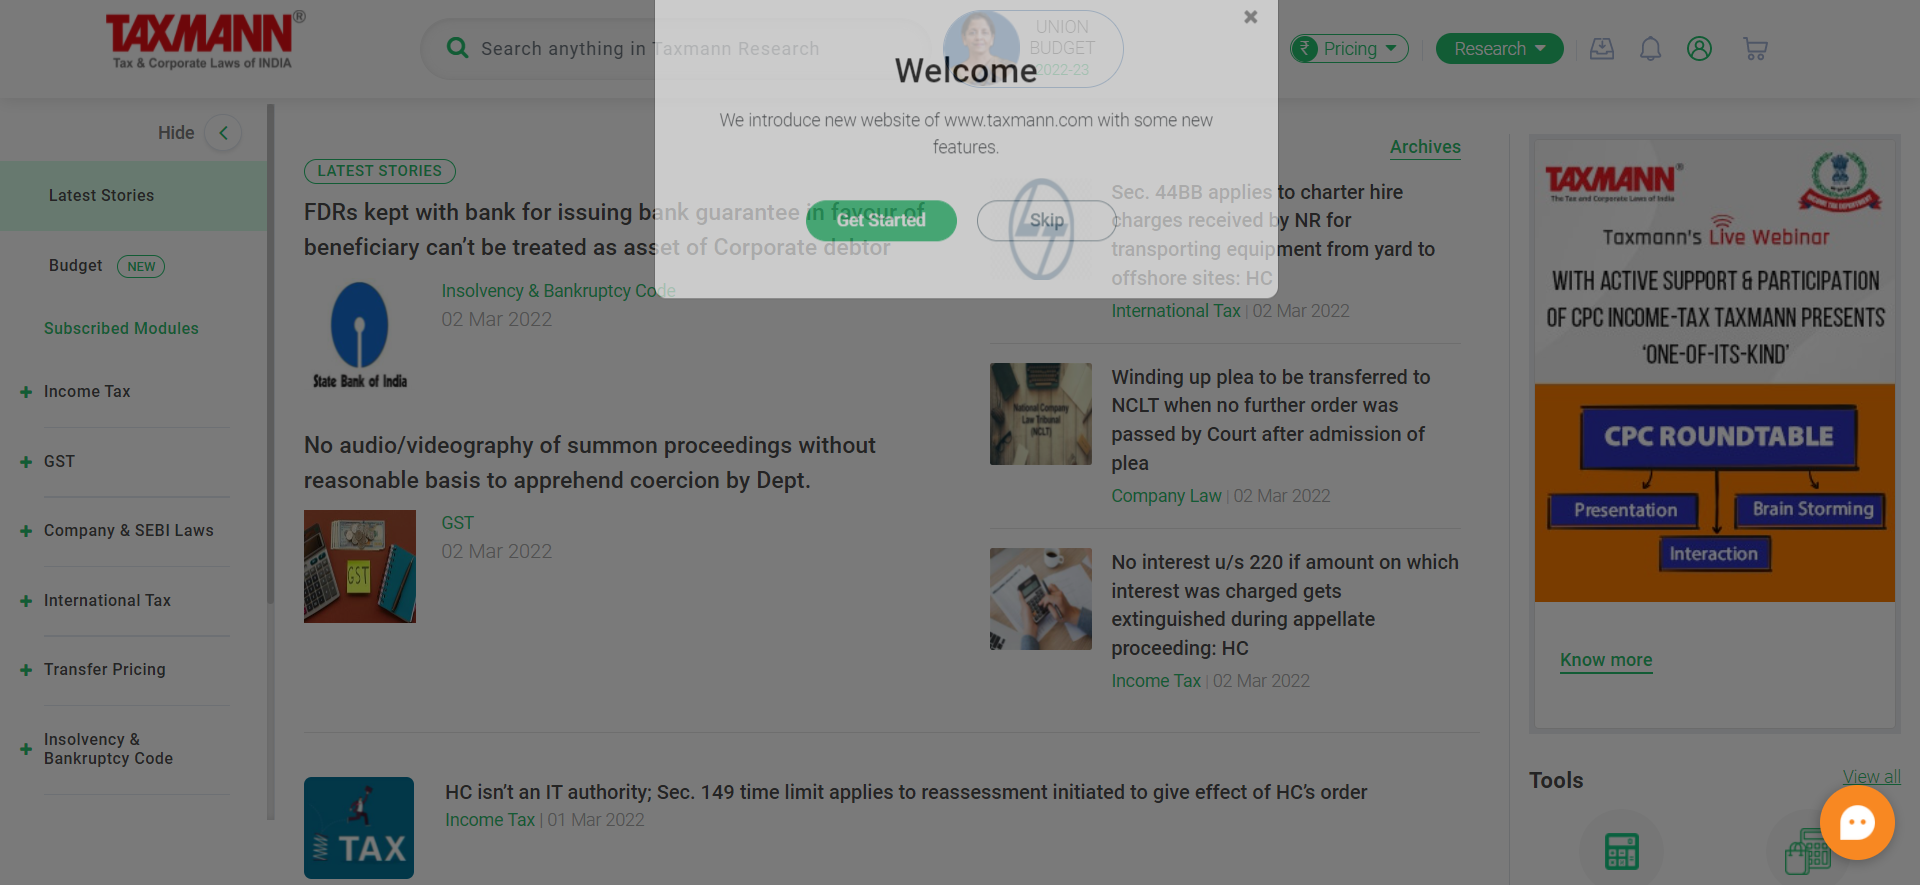 TAXMANN®
Tax & Corporate Laws of INDIA
Search anything in Taxmann Research
UNION
BUDGET
2022-23
Pricing
Research
Welcome
We introduce new website of www.taxmann.com with some new
features.
Get Started
Skip
Hide
Latest Stories
Budget NEW
Subscribed Modules
Income Tax
GST
Company & SEBI Laws
International Tax
Transfer Pricing
Insolvency &
Bankruptcy Code
LATEST STORIES
Archives
FDRs kept with bank for issuing bank guarantee in favour of
beneficiary can’t be treated as asset of Corporate debtor
State Bank of India
Insolvency & Bankruptcy Code
02 Mar 2022
No audio/videography of summon proceedings without
reasonable basis to apprehend coercion by Dept.
GST
GST
02 Mar 2022
Sec. 44BB applies to charter hire
charges received by NR for
transporting equipment from yard to
offshore sites: HC
International Tax | 02 Mar 2022
National Company
Law Tribunal
(NCLT)
Winding up plea to be transferred to
NCLT when no further order was
passed by Court after admission of
plea
Company Law | 02 Mar 2022
No interest u/s 220 if amount on which
interest was charged gets
extinguished during appellate
proceeding: HC
Income Tax | 02 Mar 2022
TAX
HC isn’t an IT authority; Sec. 149 time limit applies to reassessment initiated to give effect of HC’s order
Income Tax | 01 Mar 2022
TAXMANN®
The Tax and Corporate Laws of India
INCOME TAX DEPARTMENT
Taxmann's Live Webinar
WITH ACTIVE SUPPORT & PARTICIPATION
OF CPC INCOME-TAX TAXMANN PRESENTS
‘ONE-OF-ITS-KIND’
CPC ROUNDTABLE
Presentation
Brain Storming
Interaction
Know more
Tools
View all